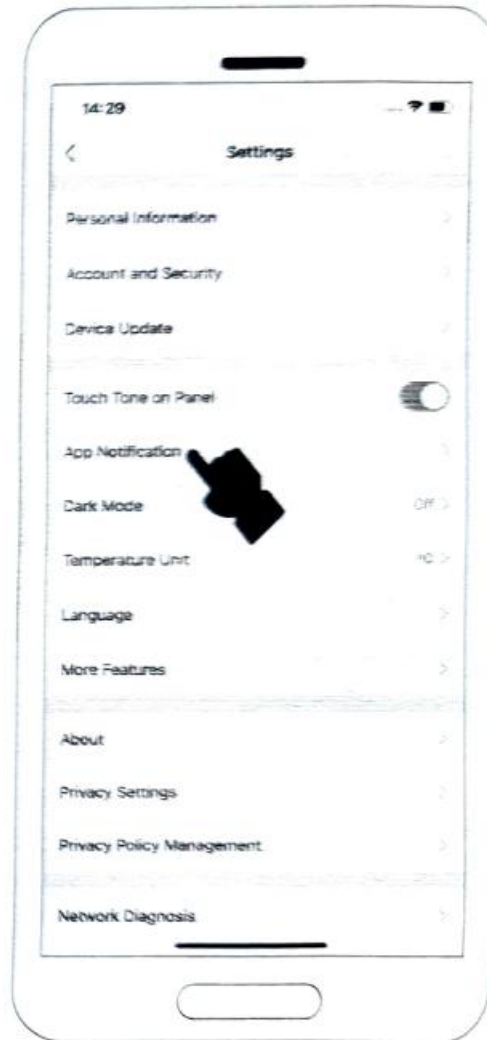 14:29
Settings
Personal Information
Account and Security
Device Update
Touch Tone on Panel
App Notification
Dark Mode Off
Temperature Unit °C
Language
More Features
About
Privacy Settings
Privacy Policy Management
Network Diagnosis